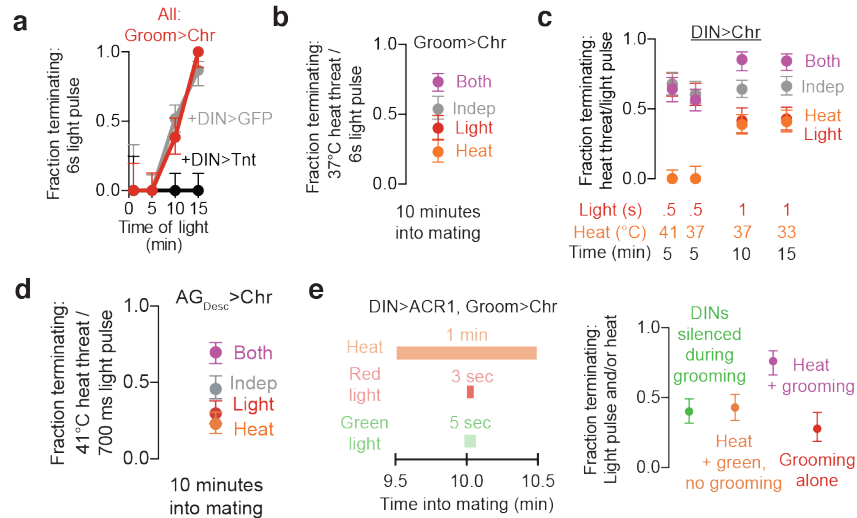 a
All:
Groom>Chr
Fraction terminating:
6s light pulse
1.0
0.5
0.0
+DIN>GFP
+DIN>Tnt
0 5 10 15
Time of light
(min)
b
Fraction terminating:
37°C heat threat /
6s light pulse
Groom>Chr
1.0
0.5
0.0
Both
Indep
Light
Heat
10 minutes
into mating
c
DIN>Chr
Fraction terminating:
heat threat/light pulse
1.0
0.5
0.0
Both
Indep
Heat
Light
Light (s) .5 .5 1 1
Heat (°C) 41 37 37 33
Time (min) 5 5 10 15
d
AGDesc>Chr
Fraction terminating:
41°C heat threat /
700 ms light pulse
1.0
0.5
0.0
Both
Indep
Light
Heat
10 minutes
into mating
e
DIN>ACR1, Groom>Chr
Heat
1 min
Red
light
3 sec
Green
light
5 sec
9.5 10.0 10.5
Time into mating (min)
Fraction terminating:
Light pulse and/or heat
1.0
0.5
0.0
DINs
silenced
during
grooming
Heat
+ grooming
Heat
+ green,
no grooming
Grooming
alone